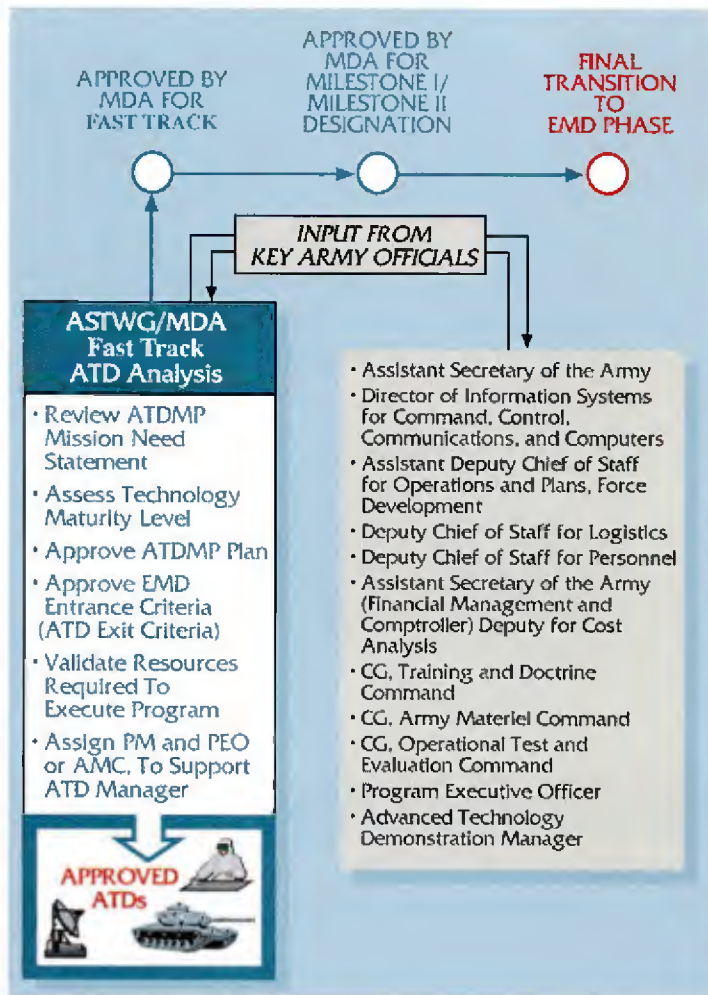 APPROVED BY
MDA FOR
FAST TRACK
APPROVED BY
MDA FOR
MILESTONE I/
MILESTONE II
DESIGNATION
FINAL
TRANSITION
TO
EMD PHASE
INPUT FROM
KEY ARMY OFFICIALS
ASTWG/MDA
Fast Track
ATD Analysis
· Review ATDMP
Mission Need
Statement
· Assess Technology
Maturity Level
· Approve ATDMP Plan
· Approve EMD
Entrance Criteria
(ATD Exit Criteria)
· Validate Resources
Required To
Execute Program
· Assign PM and PEO
or AMC, To Support
ATD Manager
APPROVED
ATDs
· Assistant Secretary of the Army
· Director of Information Systems
for Command, Control,
Communications, and Computers
· Assistant Deputy Chief of Staff
for Operations and Plans, Force
Development
· Deputy Chief of Staff for Logistics
· Deputy Chief of Staff for Personnel
· Assistant Secretary of the Army
(Financial Management and
Comptroller) Deputy for Cost
Analysis
· CG, Training and Doctrine
Command
· CG, Army Materiel Command
· CG, Operational Test and
Evaluation Command
· Program Executive Officer
· Advanced Technology
Demonstration Manager